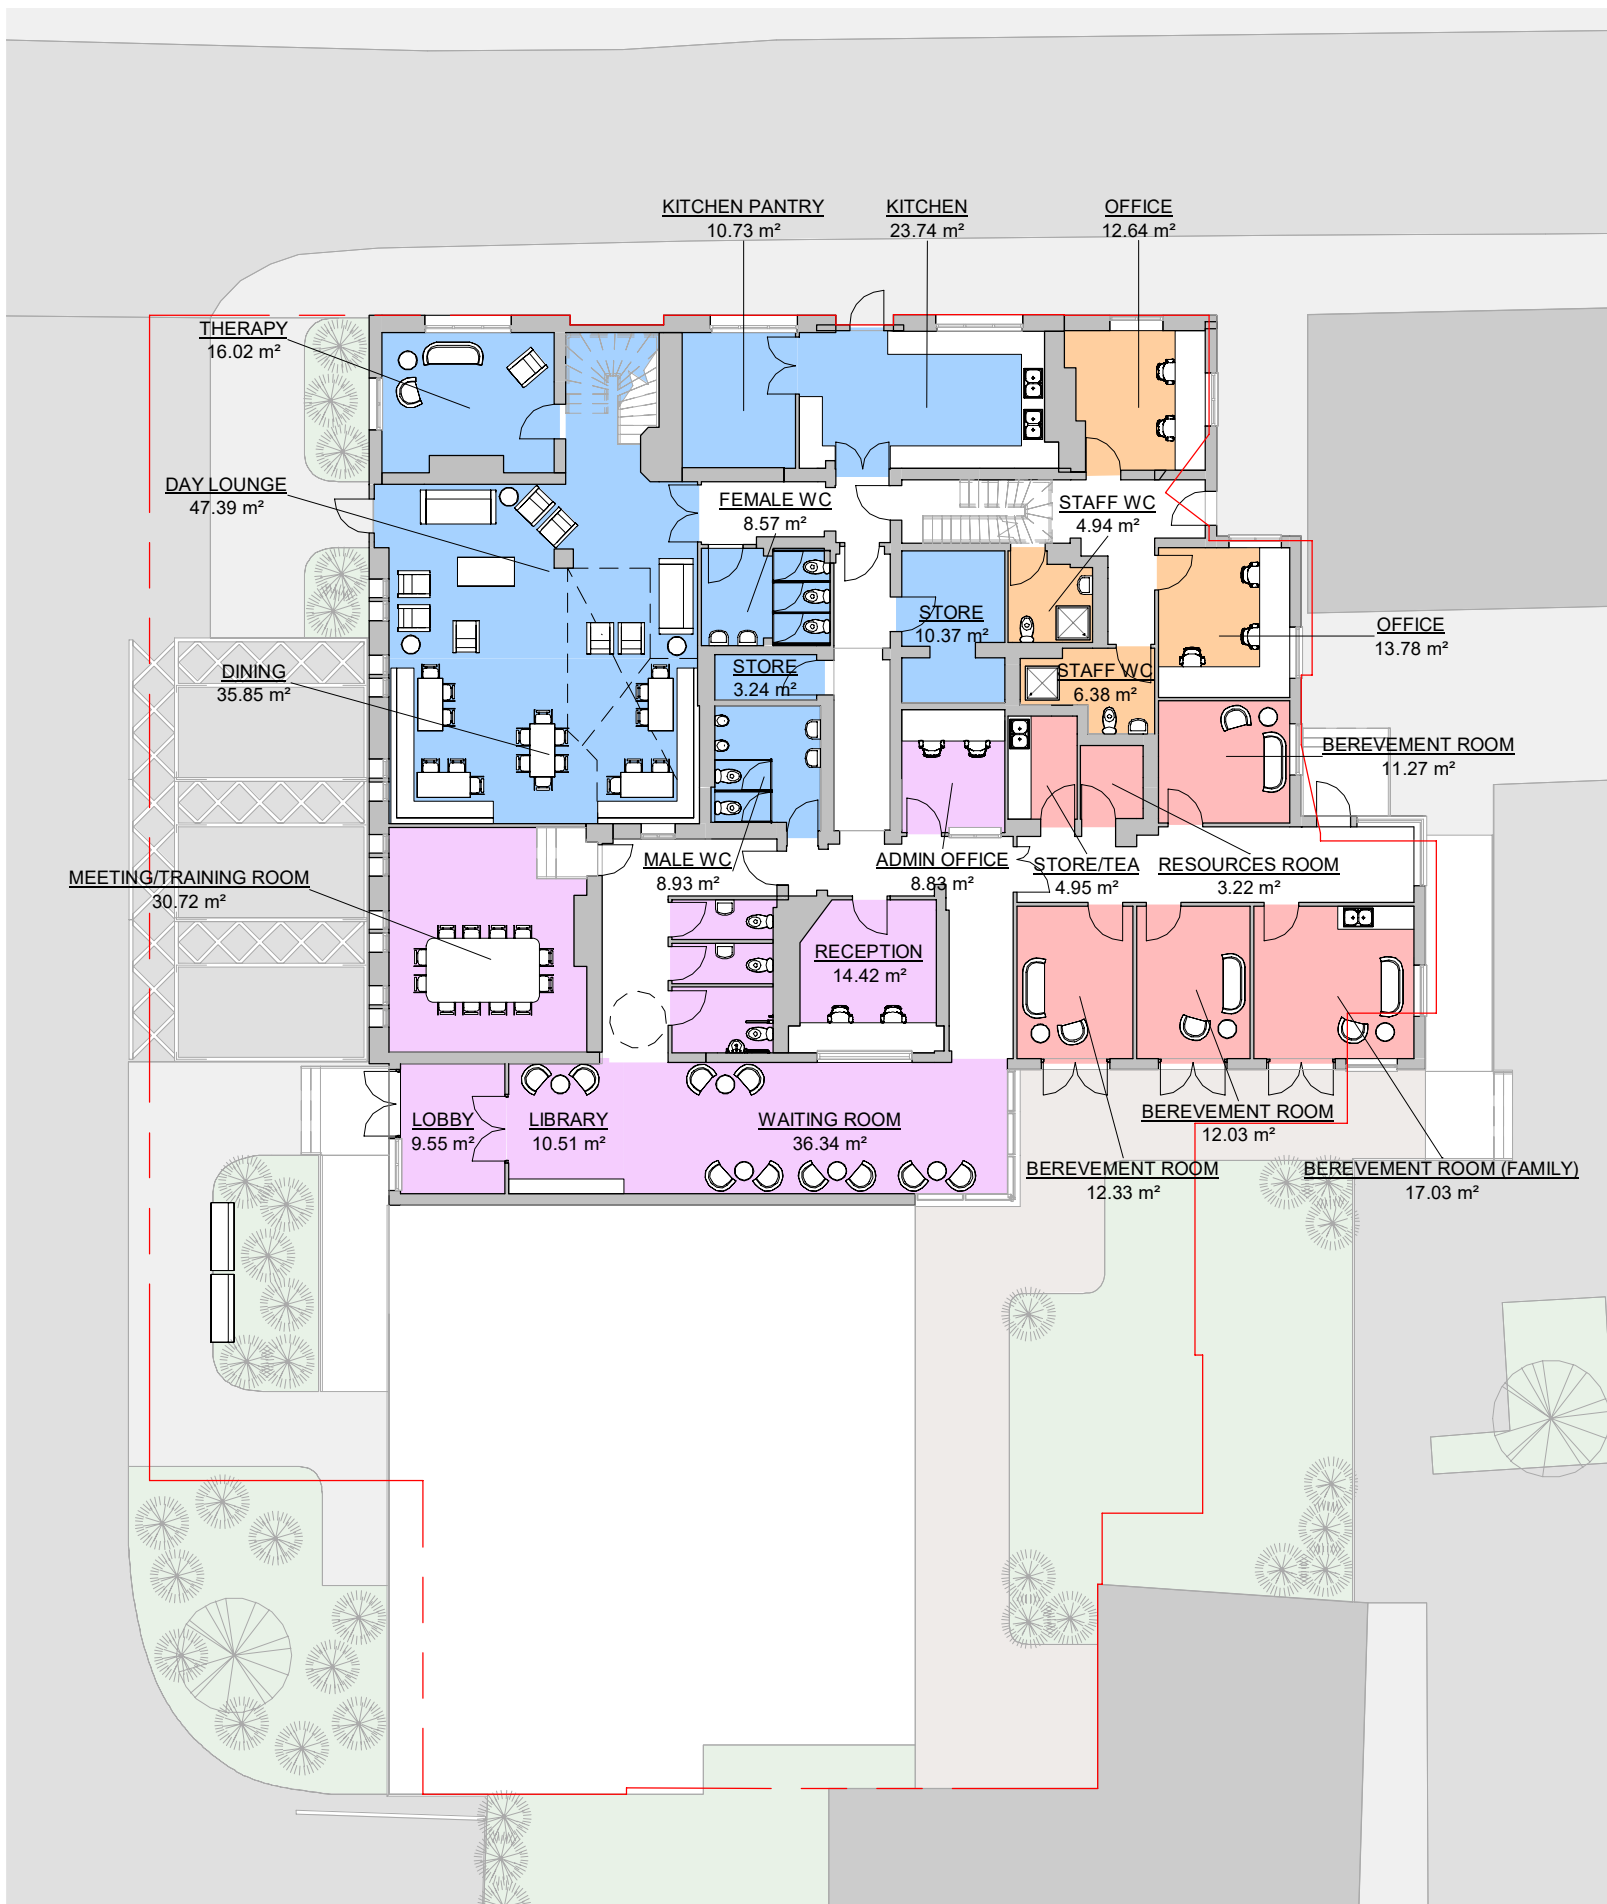 KITCHEN PANTRY
10.73 m²
KITCHEN
23.74 m²
OFFICE
12.64 m²
THERAPY
16.02 m²
DAY LOUNGE
47.39 m²
FEMALE WC
8.57 m²
STAFF WC
4.94 m²
STORE
10.37 m²
OFFICE
13.78 m²
DINING
35.85 m²
STORE
3.24 m²
STAFF WC
6.38 m²
BEREVEMENT ROOM
11.27 m²
MEETING/TRAINING ROOM
30.72 m²
MALE WC
8.93 m²
ADMIN OFFICE
8.83 m²
STORE/TEA
4.95 m²
RESOURCES ROOM
3.22 m²
RECEPTION
14.42 m²
LOBBY
9.55 m²
LIBRARY
10.51 m²
WAITING ROOM
36.34 m²
BEREVEMENT ROOM
12.03 m²
BEREVEMENT ROOM
12.33 m²
BEREVEMENT ROOM (FAMILY)
17.03 m²